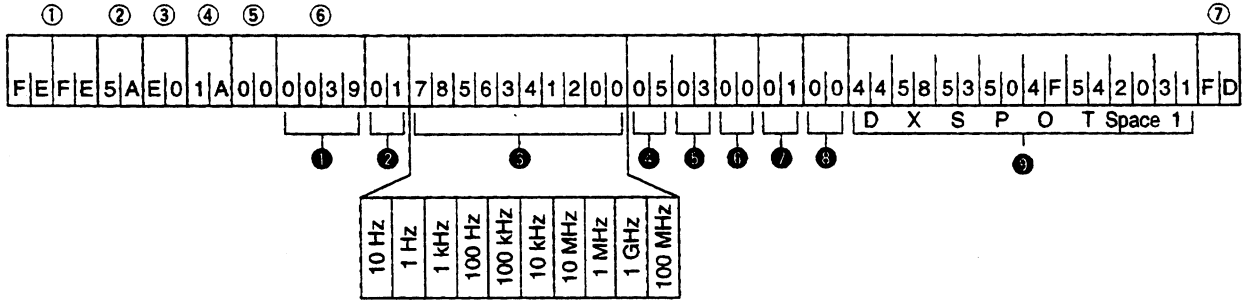 ① ② ③ ④ ⑤ ⑥ ⑦
F E F E 5 A E 0 1 A 0 0 0 0 3 9 0 1 7 8 5 6 3 4 1 2 0 0 0 5 0 3 0 0 0 1 0 0 4 4 5 8 5 3 5 0 4 F 5 4 2 0 3 1 F D
D X S P O T Space 1
❶ ❷ ❸ ❹ ❺ ❻ ❼ ❽ ❾
10 Hz
1 Hz
1 kHz
100 Hz
100 kHz
10 kHz
10 MHz
1 MHz
1 GHz
100 MHz